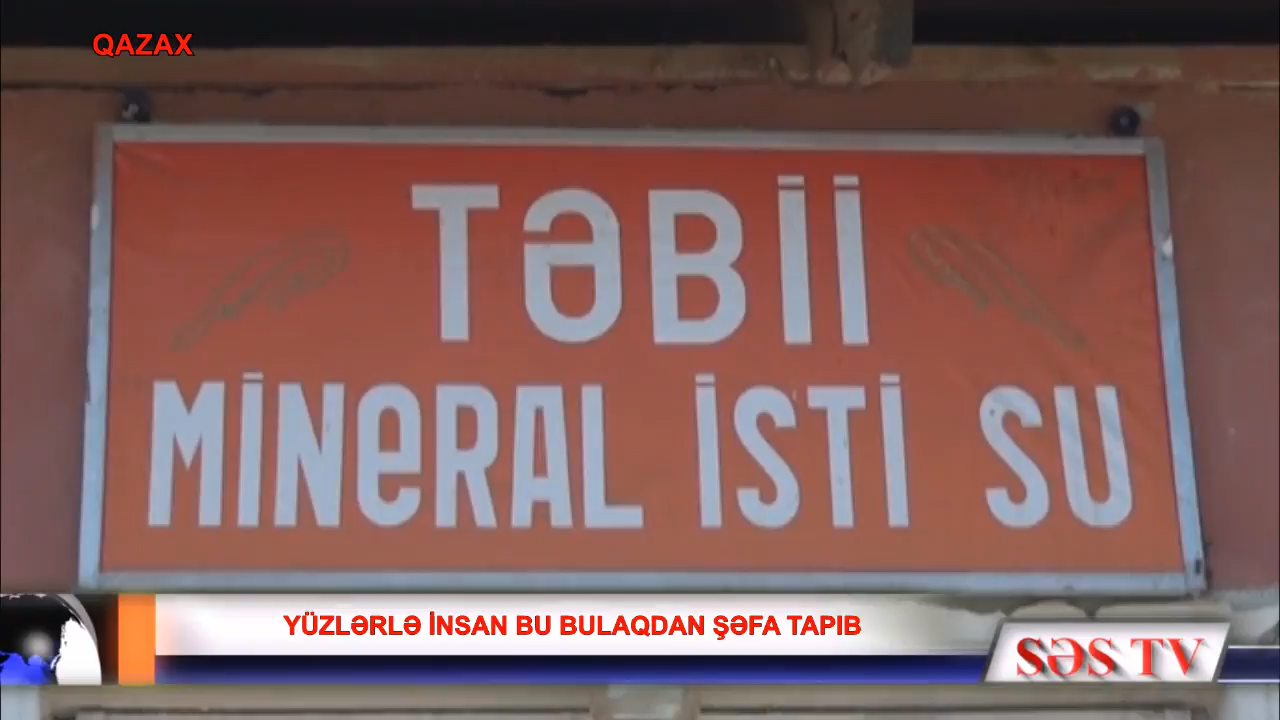 QAZAX
TƏBİİ
MİNeRAL İSTİ SU
YÜZLƏRLƏ İNSAN BU BULAQDAN ŞƏFA TAPIB
SƏS TV